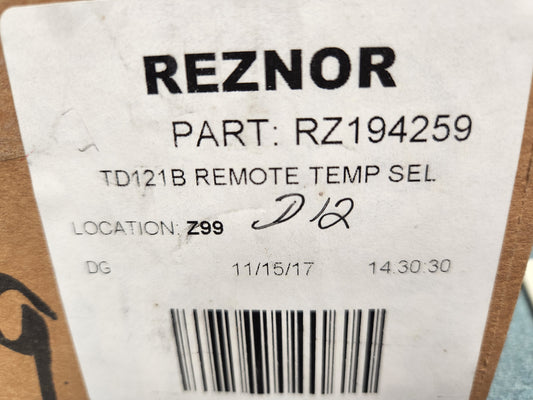 REZNOR
PART: RZ194259
TD121B REMOTE TEMP SEL
LOCATION: Z99 D12
DG 11/15/17 14:30:30